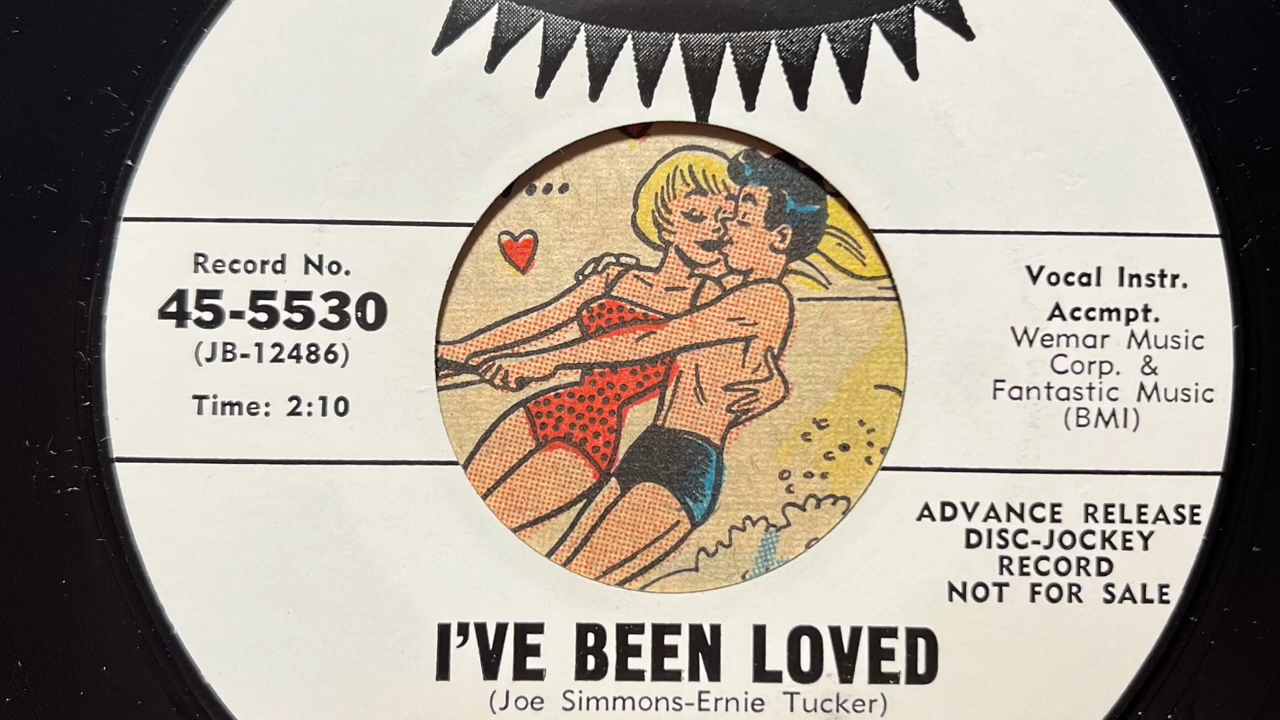 Record No.
45-5530
(JB-12486)
Time: 2:10
Vocal Instr.
Accmpt.
Wemar Music
Corp. &
Fantastic Music
(BMI)
ADVANCE RELEASE
DISC-JOCKEY
RECORD
NOT FOR SALE
I'VE BEEN LOVED
(Joe Simmons-Ernie Tucker)